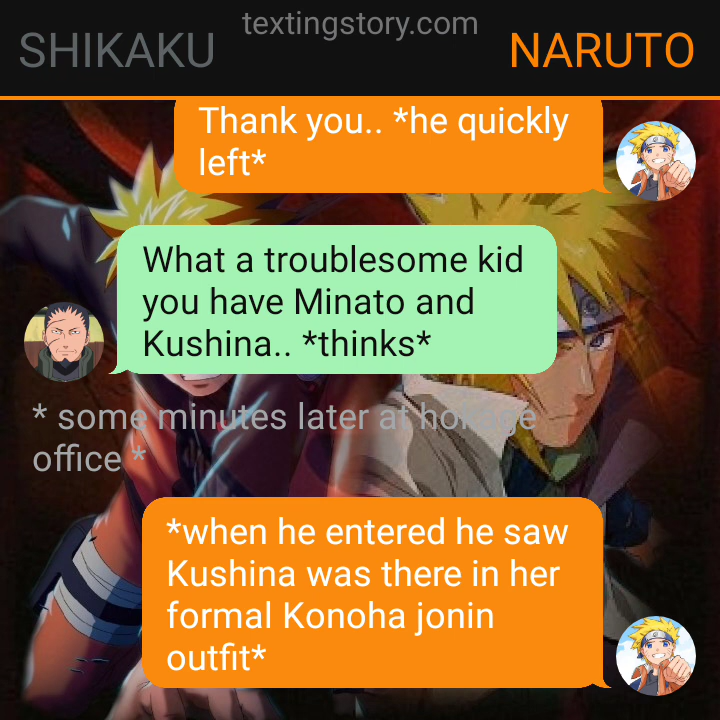 textingstory.com
SHIKAKU
NARUTO
Thank you.. *he quickly
left*
What a troublesome kid
you have Minato and
Kushina.. *thinks*
* some minutes later at hokage
office *
*when he entered he saw
Kushina was there in her
formal Konoha jonin
outfit*